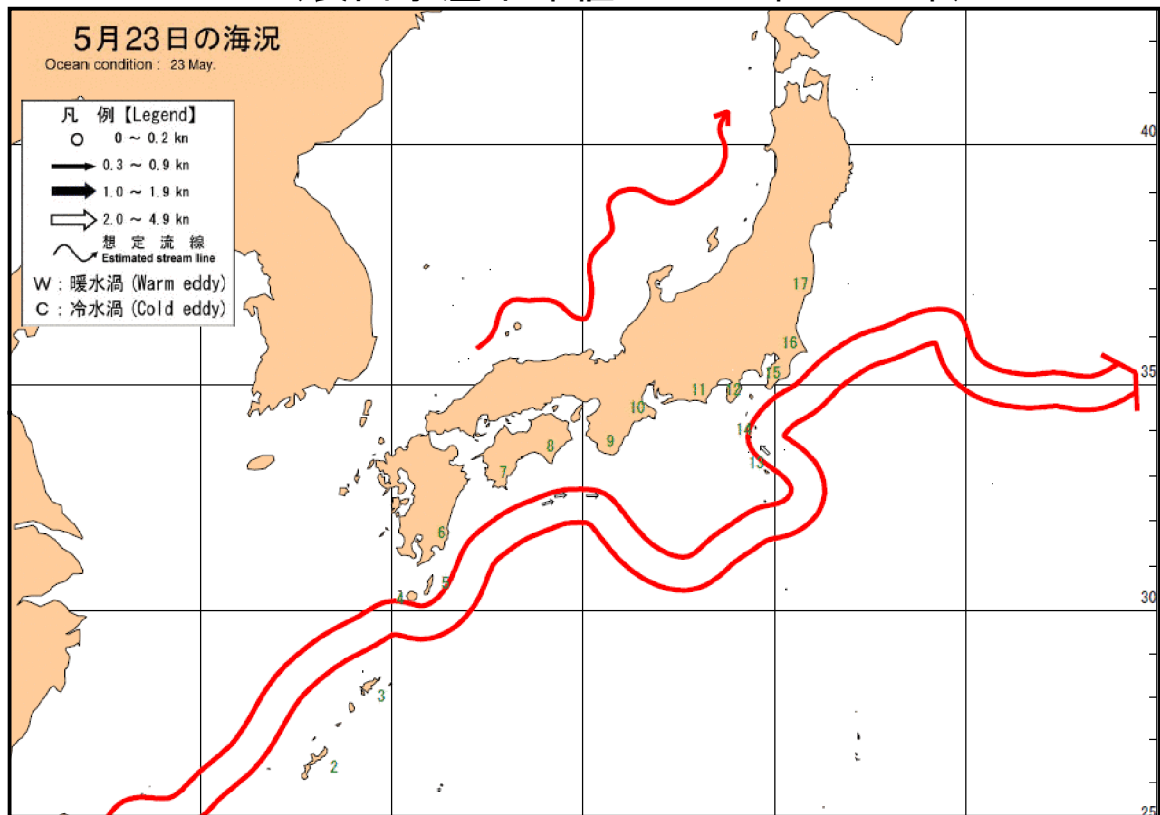 5月23日の海況
Ocean condition : 23 May.
凡 例【Legend】
0 ～ 0.2 kn
0.3 ～ 0.9 kn
1.0 ～ 1.9 kn
2.0 ～ 4.9 kn
想 定 流 線
Estimated stream line
W : 暖水渦 (Warm eddy)
C : 冷水渦 (Cold eddy)
40
17
16
35
15
12
11
10
14
9
8
13
7
6
5
4
30
3
2
25